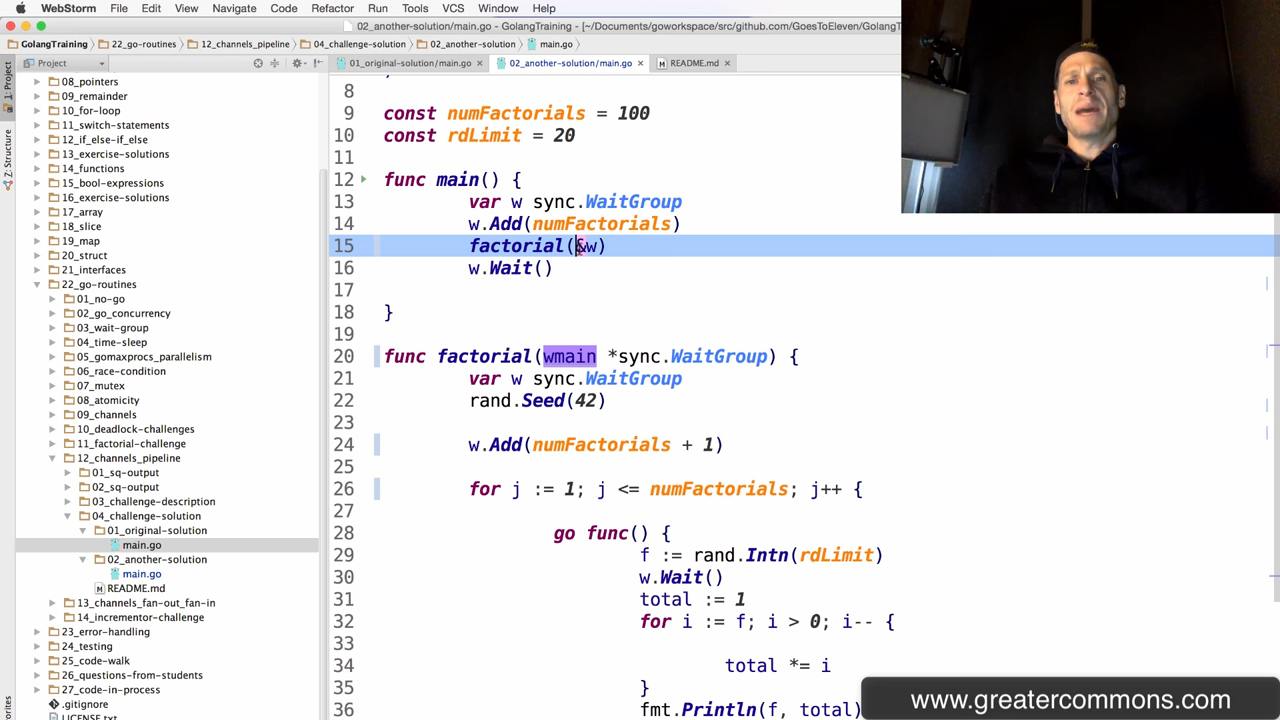 WebStorm File Edit View Navigate Code Refactor Run Tools VCS Window Help
02_another-solution/main.go - GolangTraining - [~/Documents/goworkspace/src/github.com/GoesToEleven/GolangT
GolangTraining 22_go-routines 12_channels_pipeline 04_challenge-solution 02_another-solution main.go
Project
01_original-solution/main.go 02_another-solution/main.go README.md
1: Project
Z: Structure
Favorites
08_pointers
09_remainder
10_for-loop
11_switch-statements
12_if_else-if_else
13_exercise-solutions
14_functions
15_bool-expressions
16_exercise-solutions
17_array
18_slice
19_map
20_struct
21_interfaces
22_go-routines
01_no-go
02_go_concurrency
03_wait-group
04_time-sleep
05_gomaxprocs_parallelism
06_race-condition
07_mutex
08_atomicity
09_channels
10_deadlock-challenges
11_factorial-challenge
12_channels_pipeline
01_sq-output
02_sq-output
03_challenge-description
04_challenge-solution
01_original-solution
main.go
02_another-solution
main.go
README.md
13_channels_fan-out_fan-in
14_incrementor-challenge
23_error-handling
24_testing
25_code-walk
26_questions-from-students
27_code-in-process
.gitignore
LICENSE.txt
8
9 const numFactorials = 100
10 const rdLimit = 20
11
12 func main() {
13 var w sync.WaitGroup
14 w.Add(numFactorials)
15 factorial(&w)
16 w.Wait()
17
18 }
19
20 func factorial(wmain *sync.WaitGroup) {
21 var w sync.WaitGroup
22 rand.Seed(42)
23
24 w.Add(numFactorials + 1)
25
26 for j := 1; j <= numFactorials; j++ {
27
28 go func() {
29 f := rand.Intn(rdLimit)
30 w.Wait()
31 total := 1
32 for i := f; i > 0; i-- {
33
34 total *= i
35 }
36 fmt.Println(f, total)
www.greatercommons.com